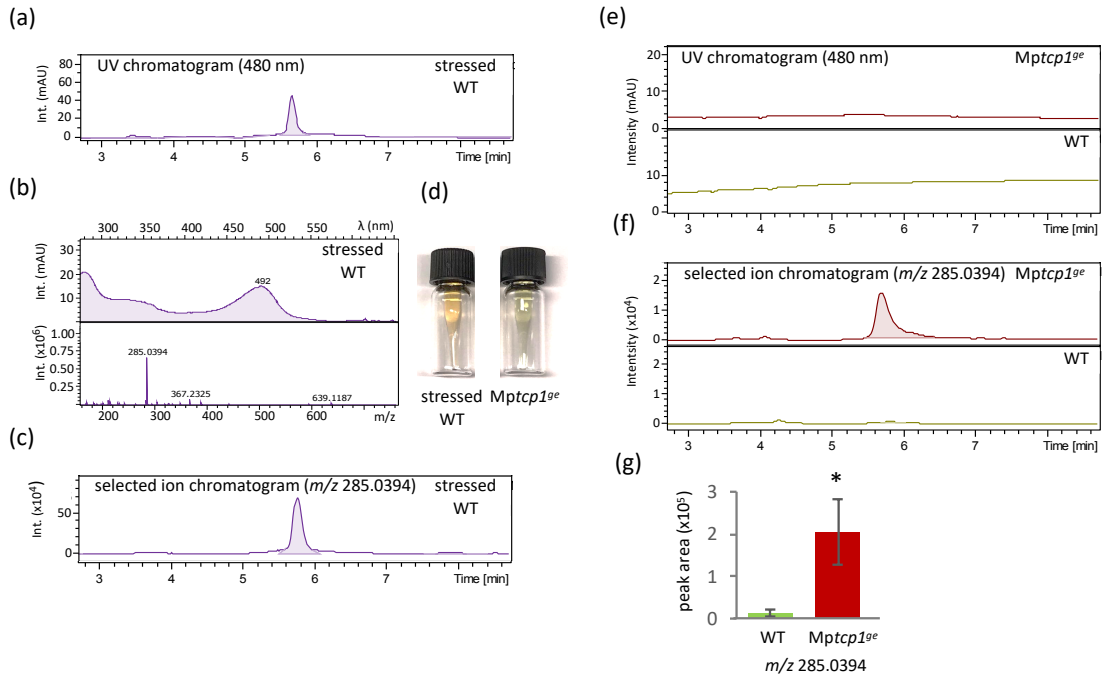 (a)
UV chromatogram (480 nm) stressed
WT
Int. (mAU)
80
60
40
20
0
3 4 5 6 7 Time [min]
(b)
300 350 400 450 500 550 λ (nm)
stressed
WT
Int. (mAU)
30
20
10
0
492
Int. (x10⁶)
1.00
0.75
0.50
0.25
285.0394
367.2325
639.1187
200 300 400 500 600 m/z
(c)
selected ion chromatogram (m/z 285.0394) stressed
WT
Int. (x10⁴)
50
0
3 4 5 6 7 Time [min]
(d)
stressed
WT
Mptcp1ᵍᵉ
(e)
UV chromatogram (480 nm) Mptcp1ᵍᵉ
Intensity (mAU)
20
10
0
WT
10
0
3 4 5 6 7 Time [min]
(f)
selected ion chromatogram (m/z 285.0394) Mptcp1ᵍᵉ
Intentsity (x10⁴)
2
1
0
WT
2
1
0
3 4 5 6 7 Time [min]
(g)
peak area (x10⁵)
3
2
1
0
*
WT Mptcp1ᵍᵉ
m/z 285.0394